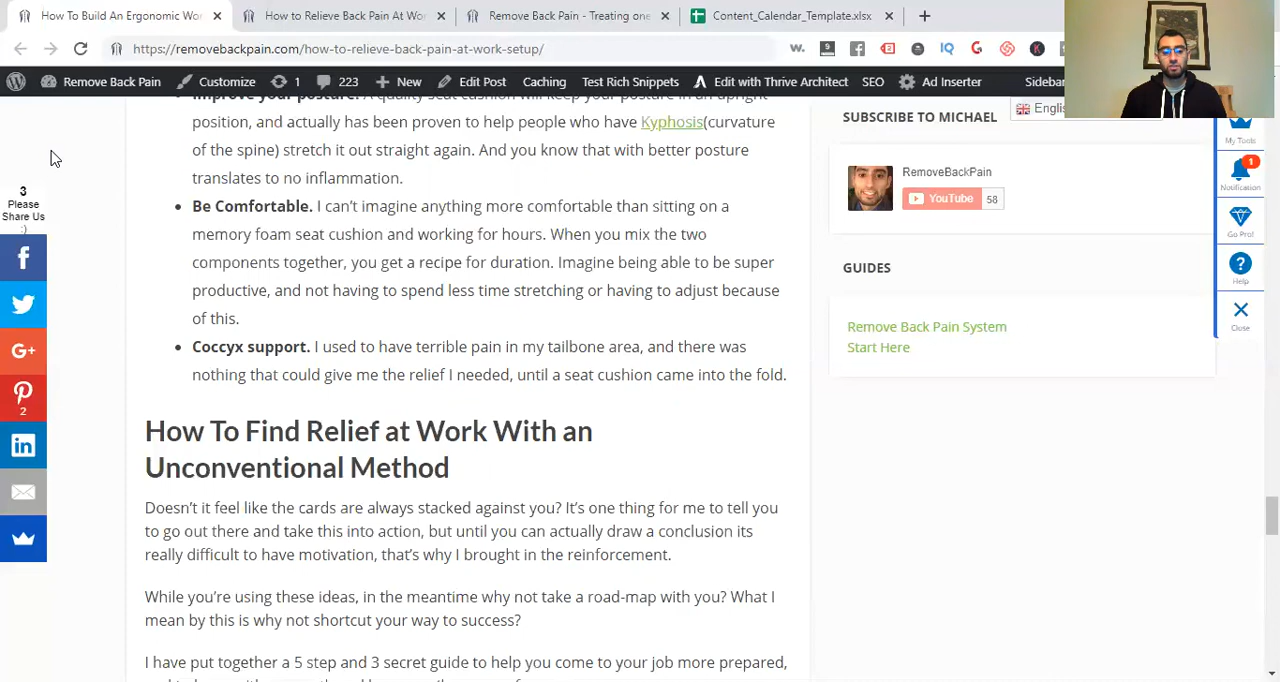 How To Build An Ergonomic Wor
How to Relieve Back Pain At Wor
Remove Back Pain - Treating one
Content_Calendar_Template.xlsx
https://removebackpain.com/how-to-relieve-back-pain-at-work-setup/
Remove Back Pain
Customize
1
223
New
Edit Post
Caching
Test Rich Snippets
Edit with Thrive Architect
SEO
Ad Inserter
Sidebar
position, and actually his been proven to help people who have Kyphosis(curvature
of the spine) stretch it out straight again. And you know that with better posture
translates to no inflammation.
Be Comfortable. I can't imagine anything more comfortable than sitting on a
memory foam seat cushion and working for hours. When you mix the two
components together, you get a recipe for duration. Imagine being able to be super
productive, and not having to spend less time stretching or having to adjust because
of this.
Coccyx support. I used to have terrible pain in my tailbone area, and there was
nothing that could give me the relief I needed, until a seat cushion came into the fold.
How To Find Relief at Work With an
Unconventional Method
Doesn't it feel like the cards are always stacked against you? It's one thing for me to tell you
to go out there and take this into action, but until you can actually draw a conclusion its
really difficult to have motivation, that's why I brought in the reinforcement.
While you're using these ideas, in the meantime why not take a road-map with you? What I
mean by this is why not shortcut your way to success?
I have put together a 5 step and 3 secret guide to help you come to your job more prepared,
3
Please
Share Us
:)
G+
2
in
SUBSCRIBE TO MICHAEL
Englis
RemoveBackPain
YouTube 58
GUIDES
Remove Back Pain System
Start Here
My Tools
1
Notification
Go Pro!
Help
Close